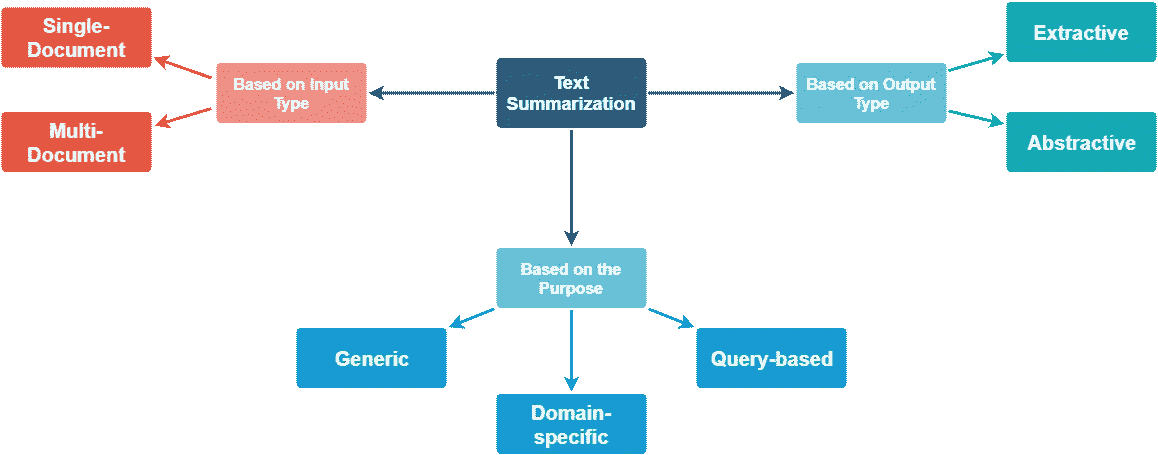 Single-
Document
Multi-
Document
Based on Input
Type
Text
Summarization
Based on Output
Type
Extractive
Abstractive
Based on the
Purpose
Generic
Domain-
specific
Query-based